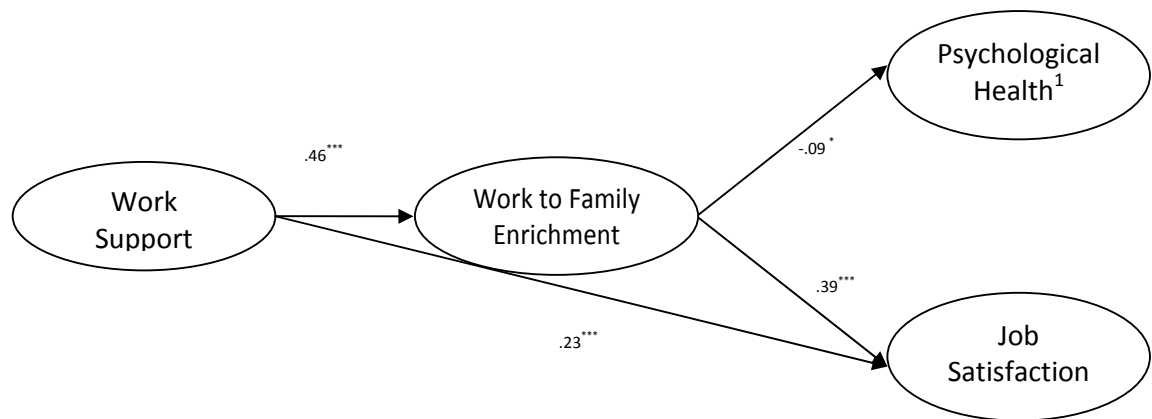 Psychological
Health¹
-.09 *
.46***
Work
Support
Work to Family
Enrichment
.39***
.23***
Job
Satisfaction